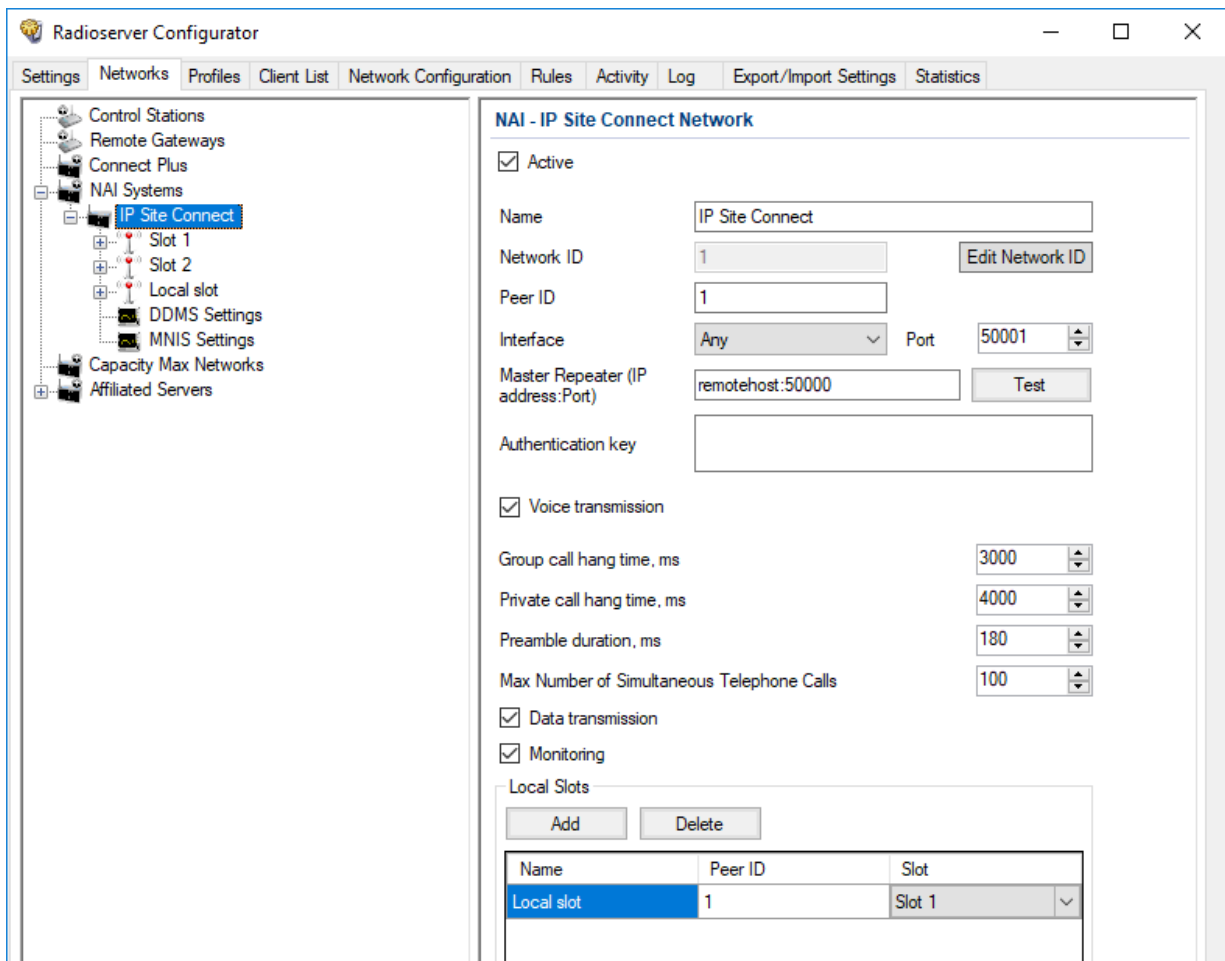 Radioserver Configurator
Settings Networks Profiles Client List Network Configuration Rules Activity Log Export/Import Settings Statistics
Control Stations
Remote Gateways
Connect Plus
NAI Systems
IP Site Connect
Slot 1
Slot 2
Local slot
DDMS Settings
MNIS Settings
Capacity Max Networks
Affiliated Servers
NAI - IP Site Connect Network
Active
Name IP Site Connect
Network ID 1 Edit Network ID
Peer ID 1
Interface Any Port 50001
Master Repeater (IP
address:Port) remotehost:50000 Test
Authentication key
Voice transmission
Group call hang time, ms 3000
Private call hang time, ms 4000
Preamble duration, ms 180
Max Number of Simultaneous Telephone Calls 100
Data transmission
Monitoring
Local Slots
Add Delete
Name Peer ID Slot
Local slot 1 Slot 1